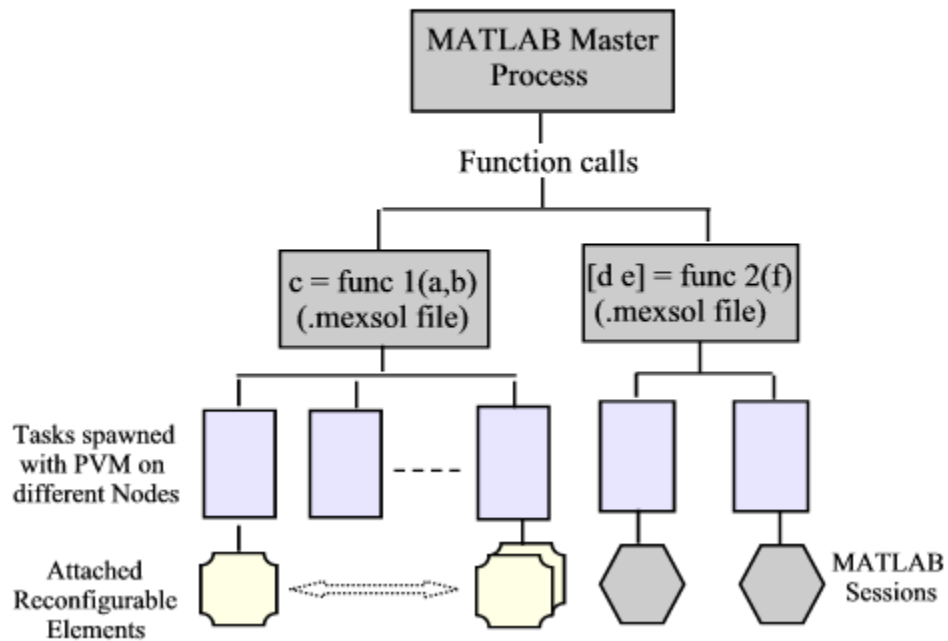 MATLAB Master
Process
Function calls
c = func 1(a,b)
(.mexsol file)
[d e] = func 2(f)
(.mexsol file)
Tasks spawned
with PVM on
different Nodes
Attached
Reconfigurable
Elements
MATLAB
Sessions